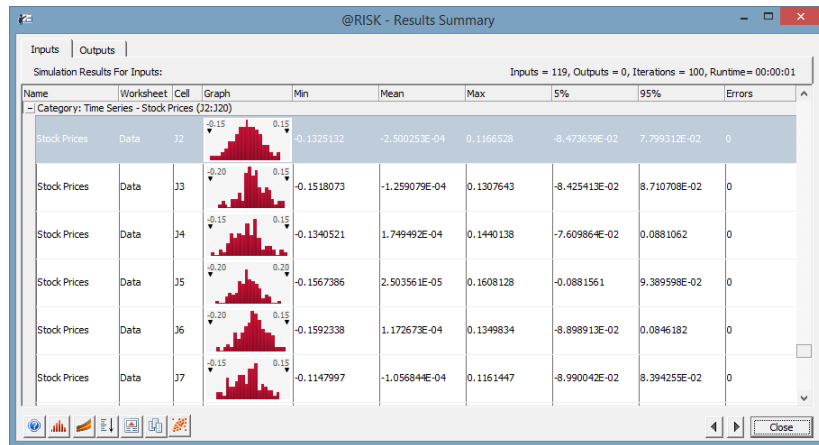 @RISK - Results Summary
Inputs Outputs
Simulation Results For Inputs: Inputs = 119, Outputs = 0, Iterations = 100, Runtime= 00:00:01
Name Worksheet Cell Graph Min Mean Max 5% 95% Errors
Category: Time Series - Stock Prices (J2:J20)
-0.15 0.15
Stock Prices Data J2 -0.1325132 -2.500253E-04 0.1166528 -8.473659E-02 7.799312E-02 0
-0.20 0.15
Stock Prices Data J3 -0.1518073 -1.259079E-04 0.1307643 -8.425413E-02 8.710708E-02 0
-0.15 0.15
Stock Prices Data J4 -0.1340521 1.749492E-04 0.1440138 -7.609864E-02 0.0881062 0
-0.20 0.20
Stock Prices Data J5 -0.1567386 2.503561E-05 0.1608128 -0.0881561 9.389598E-02 0
-0.20 0.15
Stock Prices Data J6 -0.1592338 1.172673E-04 0.1349834 -8.898913E-02 0.0846182 0
-0.15 0.15
Stock Prices Data J7 -0.1147997 -1.056844E-04 0.1161447 -8.990042E-02 8.394255E-02 0
Close